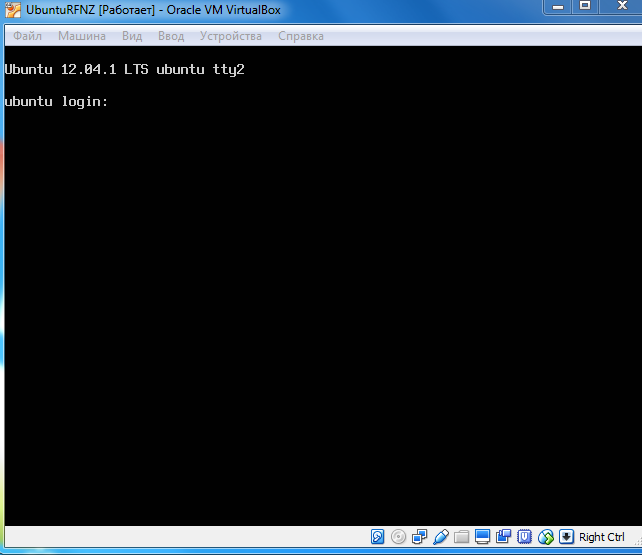 UbuntuRFNZ [Работает] - Oracle VM VirtualBox
Файл Машина Вид Ввод Устройства Справка
Ubuntu 12.04.1 LTS ubuntu tty2
ubuntu login:
Right Ctrl